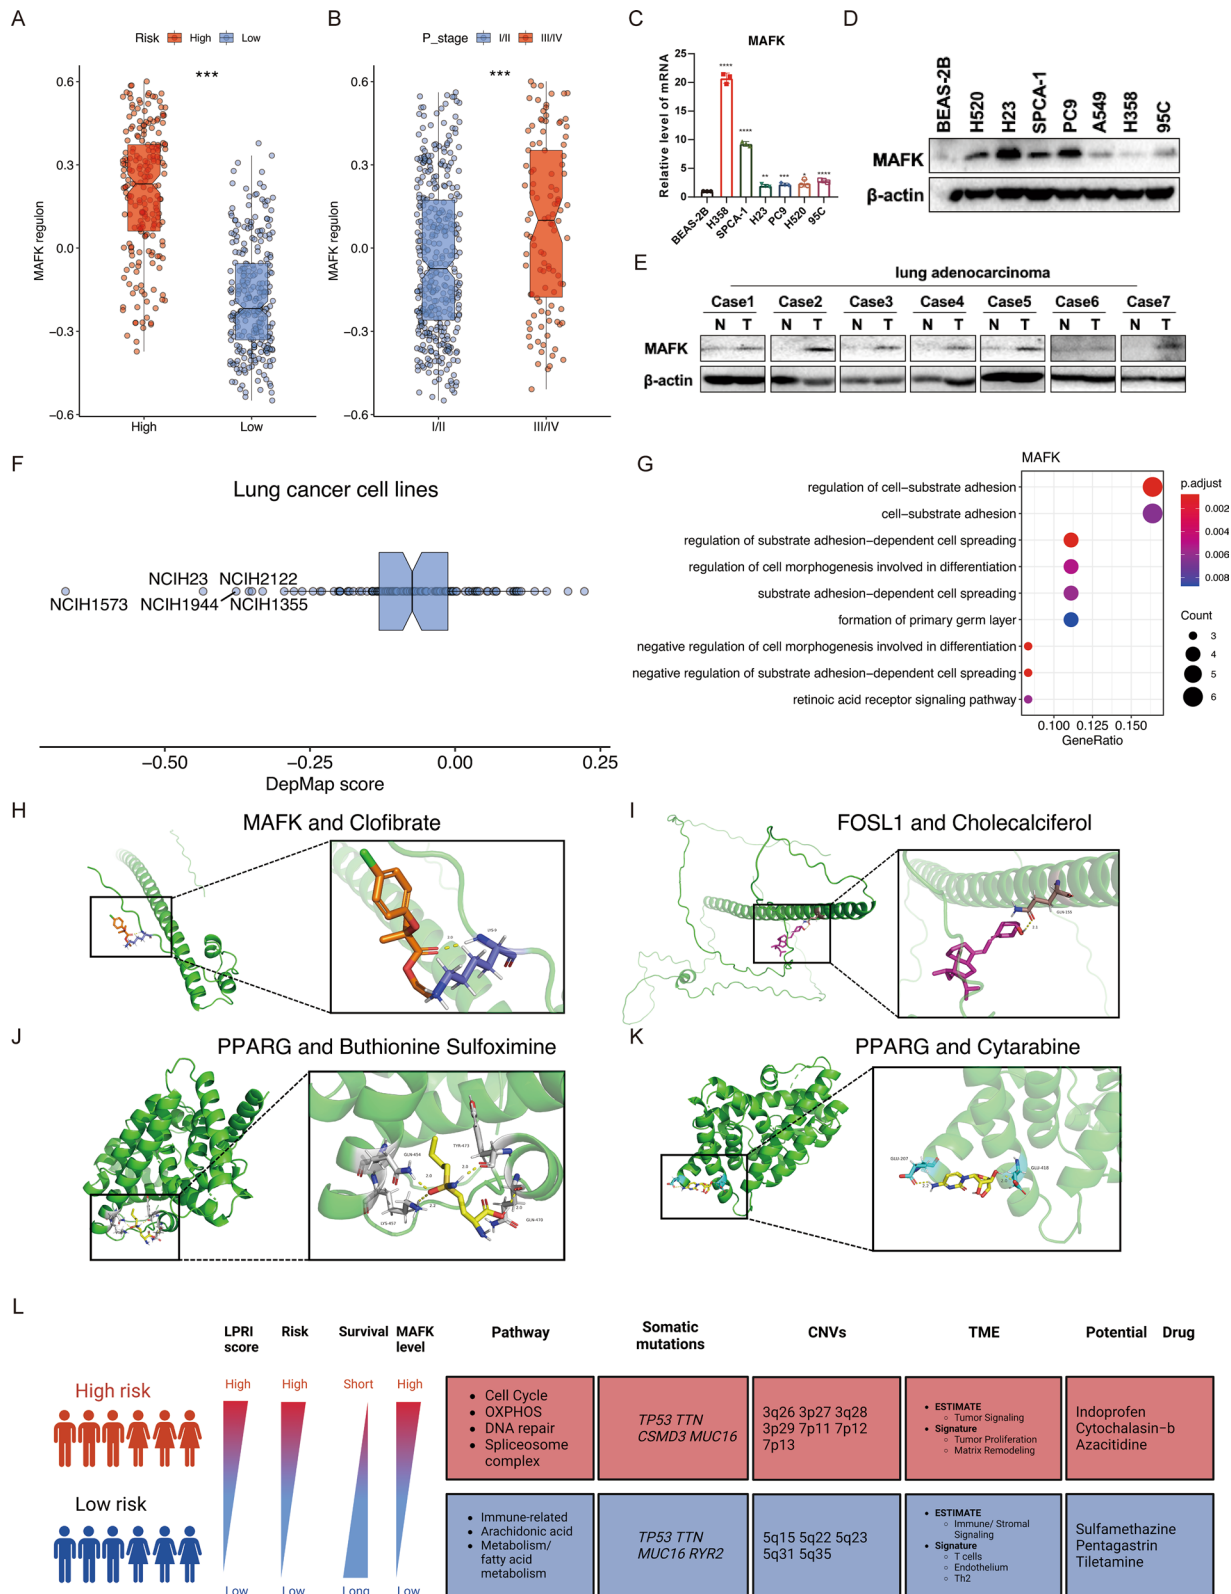 A
Risk High Low
***
MAFK regulon
0.6
0.3
0.0
−0.3
−0.6
High Low
B
P_stage I/II III/IV
***
MAFK regulon
0.6
0.3
0.0
−0.3
−0.6
I/II III/IV
C
MAFK
Relative level of mRNA
25
20
15
10
5
0
**** **** ** *** * ****
BEAS-2B H358 SPCA-1 H23 PC9 H520 95C
D
BEAS-2B H520 H23 SPCA-1 PC9 A549 H358 95C
MAFK
β-actin
E
lung adenocarcinoma
Case1 Case2 Case3 Case4 Case5 Case6 Case7
N T N T N T N T N T N T N T
MAFK
β-actin
F
Lung cancer cell lines
NCIH23 NCIH2122
NCIH1573 NCIH1944 NCIH1355
−0.50 −0.25 0.00 0.25
DepMap score
G
MAFK
regulation of cell−substrate adhesion
cell−substrate adhesion
regulation of substrate adhesion−dependent cell spreading
regulation of cell morphogenesis involved in differentiation
substrate adhesion−dependent cell spreading
formation of primary germ layer
negative regulation of cell morphogenesis involved in differentiation
negative regulation of substrate adhesion−dependent cell spreading
retinoic acid receptor signaling pathway
0.100 0.125 0.150
GeneRatio
p.adjust
0.002
0.004
0.006
0.008
Count
3
4
5
6
H
MAFK and Clofibrate
I
FOSL1 and Cholecalciferol
J
PPARG and Buthionine Sulfoximine
TYR-473
GLN-454
2.0
LYS-457
GLN-470
K
PPARG and Cytarabine
GLU-207
GLU-418
L
LPRI score
Risk
Survival
MAFK level
Pathway
Somatic mutations
CNVs
TME
Potential Drug
High risk
High High Short High
• Cell Cycle
• OXPHOS
• DNA repair
• Spliceosome
complex
TP53 TTN
CSMD3 MUC16
3q26 3p27 3q28
3p29 7p11 7p12
7p13
• ESTIMATE
○ Tumor Signaling
• Signature
○ Tumor Proliferation
○ Matrix Remodeling
Indoprofen
Cytochalasin−b
Azacitidine
Low risk
• Immune-related
• Arachidonic acid
• Metabolism/
fatty acid
metabolism
TP53 TTN
MUC16 RYR2
5q15 5q22 5q23
5q31 5q35
• ESTIMATE
○ Immune/ Stromal
Signaling
• Signature
○ T cells
○ Endothelium
○ Th2
Sulfamethazine
Pentagastrin
Tiletamine
Low Low Long Low